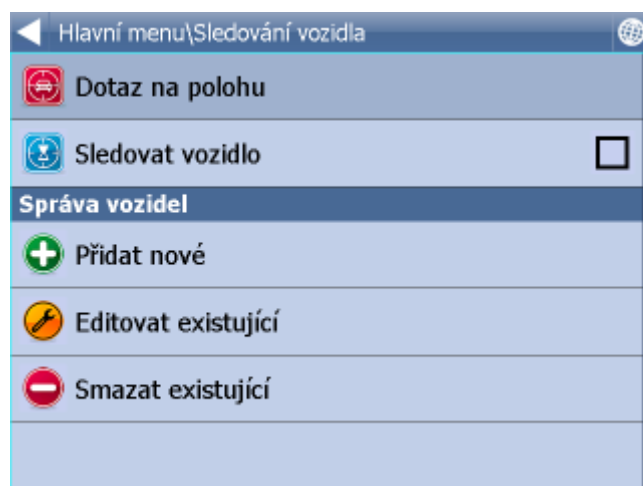 Hlavní menu\Sledování vozidla
Dotaz na polohu
Sledovat vozidlo
Správa vozidel
Přidat nové
Editovat existující
Smazat existující